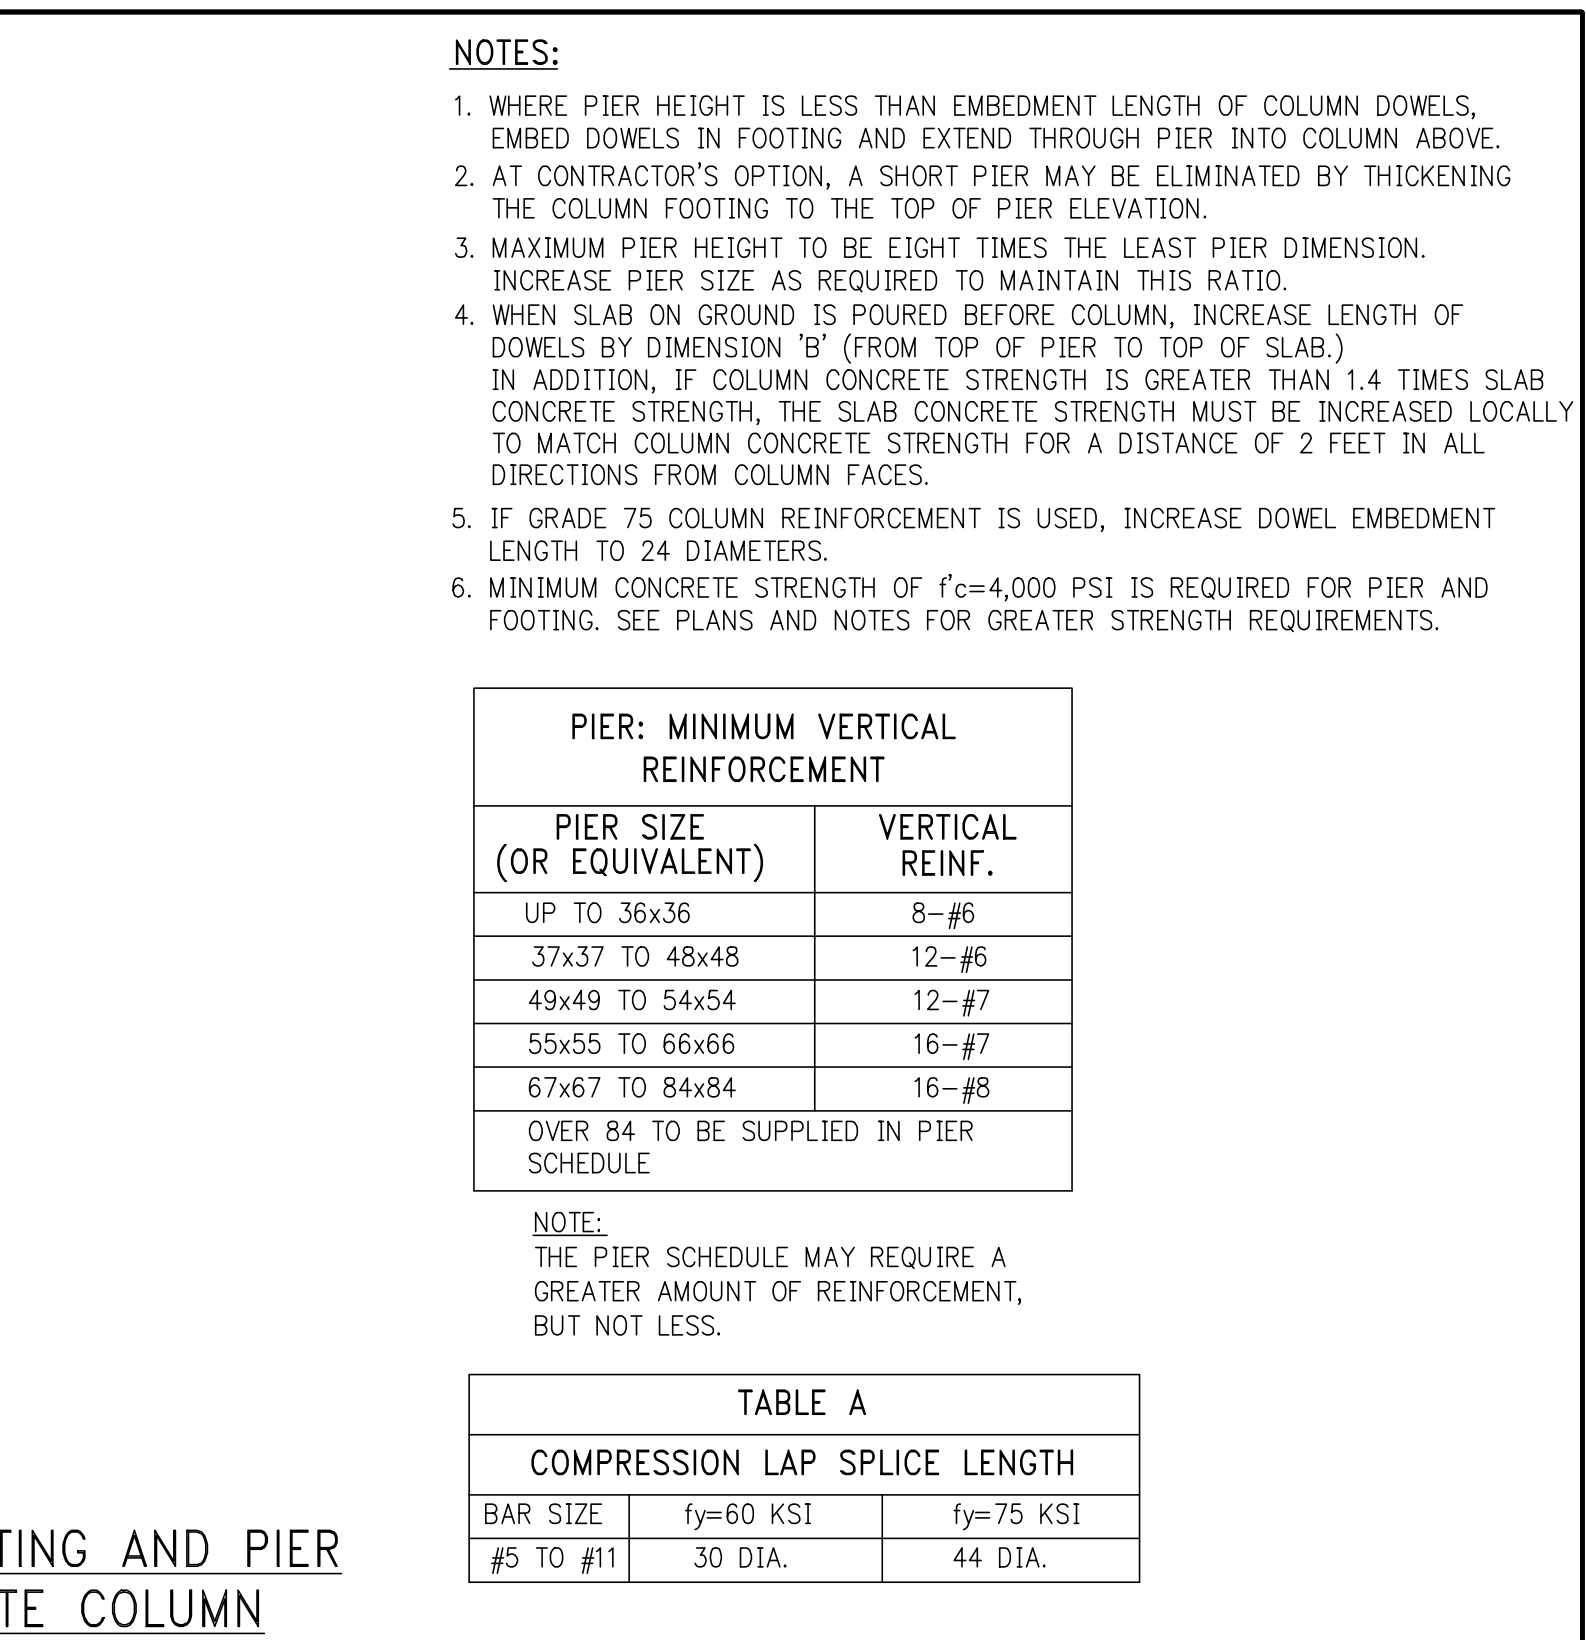 NOTES:
1. WHERE PIER HEIGHT IS LESS THAN EMBEDMENT LENGTH OF COLUMN DOWELS,
EMBED DOWELS IN FOOTING AND EXTEND THROUGH PIER INTO COLUMN ABOVE.
2. AT CONTRACTOR'S OPTION, A SHORT PIER MAY BE ELIMINATED BY THICKENING
THE COLUMN FOOTING TO THE TOP OF PIER ELEVATION.
3. MAXIMUM PIER HEIGHT TO BE EIGHT TIMES THE LEAST PIER DIMENSION.
INCREASE PIER SIZE AS REQUIRED TO MAINTAIN THIS RATIO.
4. WHEN SLAB ON GROUND IS POURED BEFORE COLUMN, INCREASE LENGTH OF
DOWELS BY DIMENSION 'B' (FROM TOP OF PIER TO TOP OF SLAB.)
IN ADDITION, IF COLUMN CONCRETE STRENGTH IS GREATER THAN 1.4 TIMES SLAB
CONCRETE STRENGTH, THE SLAB CONCRETE STRENGTH MUST BE INCREASED LOCALLY
TO MATCH COLUMN CONCRETE STRENGTH FOR A DISTANCE OF 2 FEET IN ALL
DIRECTIONS FROM COLUMN FACES.
5. IF GRADE 75 COLUMN REINFORCEMENT IS USED, INCREASE DOWEL EMBEDMENT
LENGTH TO 24 DIAMETERS.
6. MINIMUM CONCRETE STRENGTH OF f'c=4,000 PSI IS REQUIRED FOR PIER AND
FOOTING. SEE PLANS AND NOTES FOR GREATER STRENGTH REQUIREMENTS.
PIER: MINIMUM VERTICAL
REINFORCEMENT
PIER SIZE
(OR EQUIVALENT)
VERTICAL
REINF.
UP TO 36x36 8-#6
37x37 TO 48x48 12-#6
49x49 TO 54x54 12-#7
55x55 TO 66x66 16-#7
67x67 TO 84x84 16-#8
OVER 84 TO BE SUPPLIED IN PIER
SCHEDULE
NOTE:
THE PIER SCHEDULE MAY REQUIRE A
GREATER AMOUNT OF REINFORCEMENT,
BUT NOT LESS.
TABLE A
COMPRESSION LAP SPLICE LENGTH
BAR SIZE fy=60 KSI fy=75 KSI
#5 TO #11 30 DIA. 44 DIA.
TING AND PIER
TE COLUMN